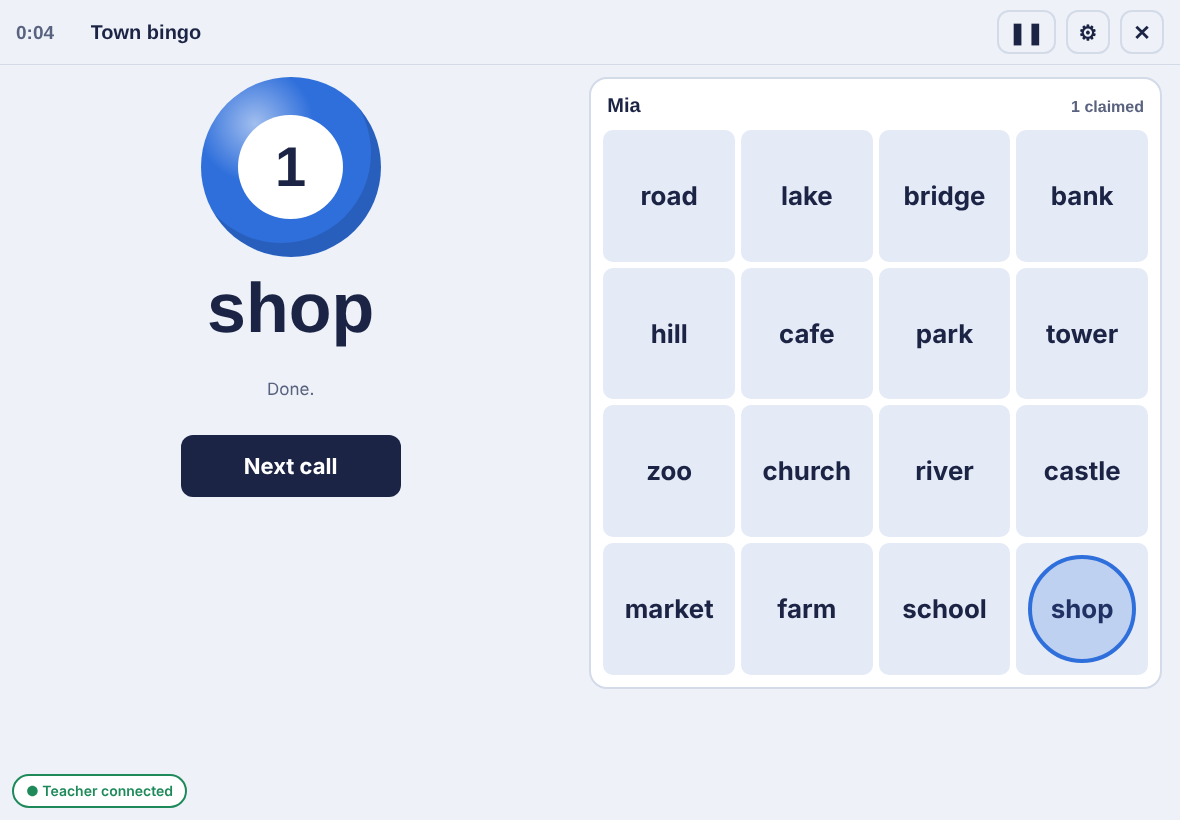 0:04 Town bingo
1
shop
Done.
Next call
Mia 1 claimed
road lake bridge bank
hill cafe park tower
zoo church river castle
market farm school shop
Teacher connected